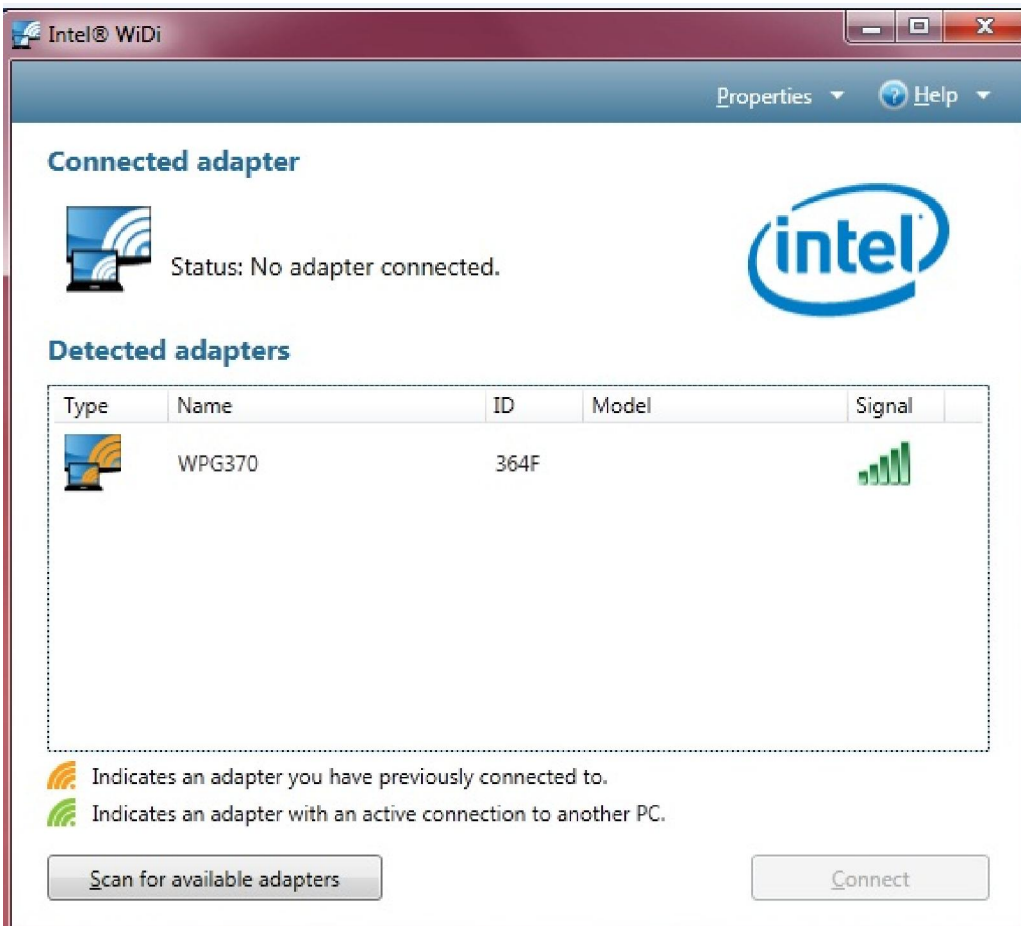 Intel® WiDi
Properties Help
Connected adapter
intel
Status: No adapter connected.
Detected adapters
Type Name ID Model Signal
WPG370 364F
Indicates an adapter you have previously connected to.
Indicates an adapter with an active connection to another PC.
Scan for available adapters Connect